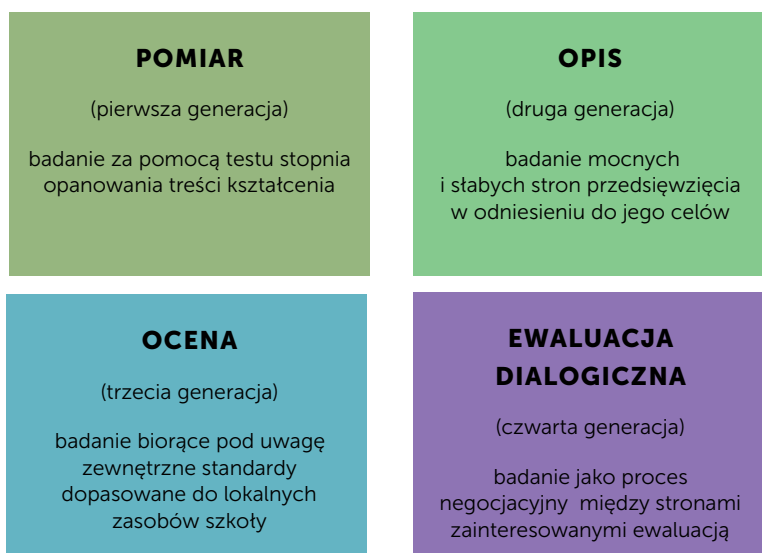 POMIAR
(pierwsza generacja)
badanie za pomocą testu stopnia
opanowania treści kształcenia
OPIS
(druga generacja)
badanie mocnych
i słabych stron przedsięwzięcia
w odniesieniu do jego celów
OCENA
(trzecia generacja)
badanie biorące pod uwagę
zewnętrzne standardy
dopasowane do lokalnych
zasobów szkoły
EWALUACJA
DIALOGICZNA
(czwarta generacja)
badanie jako proces
negocjacyjny między stronami
zainteresowanymi ewaluacją